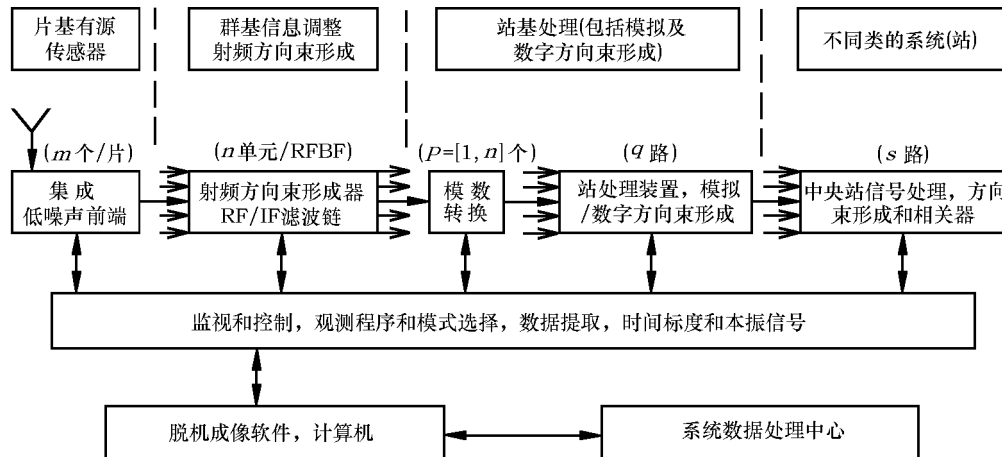 片基有源
传感器
群基信息调整
射频方向束形成
站基处理(包括模拟及
数字方向束形成)
不同类的系统(站)
(m个/片)
(n单元/RFBF)
(P=[1,n]个)
(q路)
(s路)
集成
低噪声前端
射频方向束形成器
RF/IF滤波链
模数
转换
站处理装置,模拟
/数字方向束形成
中央站信号处理,方向
束形成和相关器
监视和控制,观测程序和模式选择,数据提取,时间标度和本振信号
脱机成像软件,计算机
系统数据处理中心